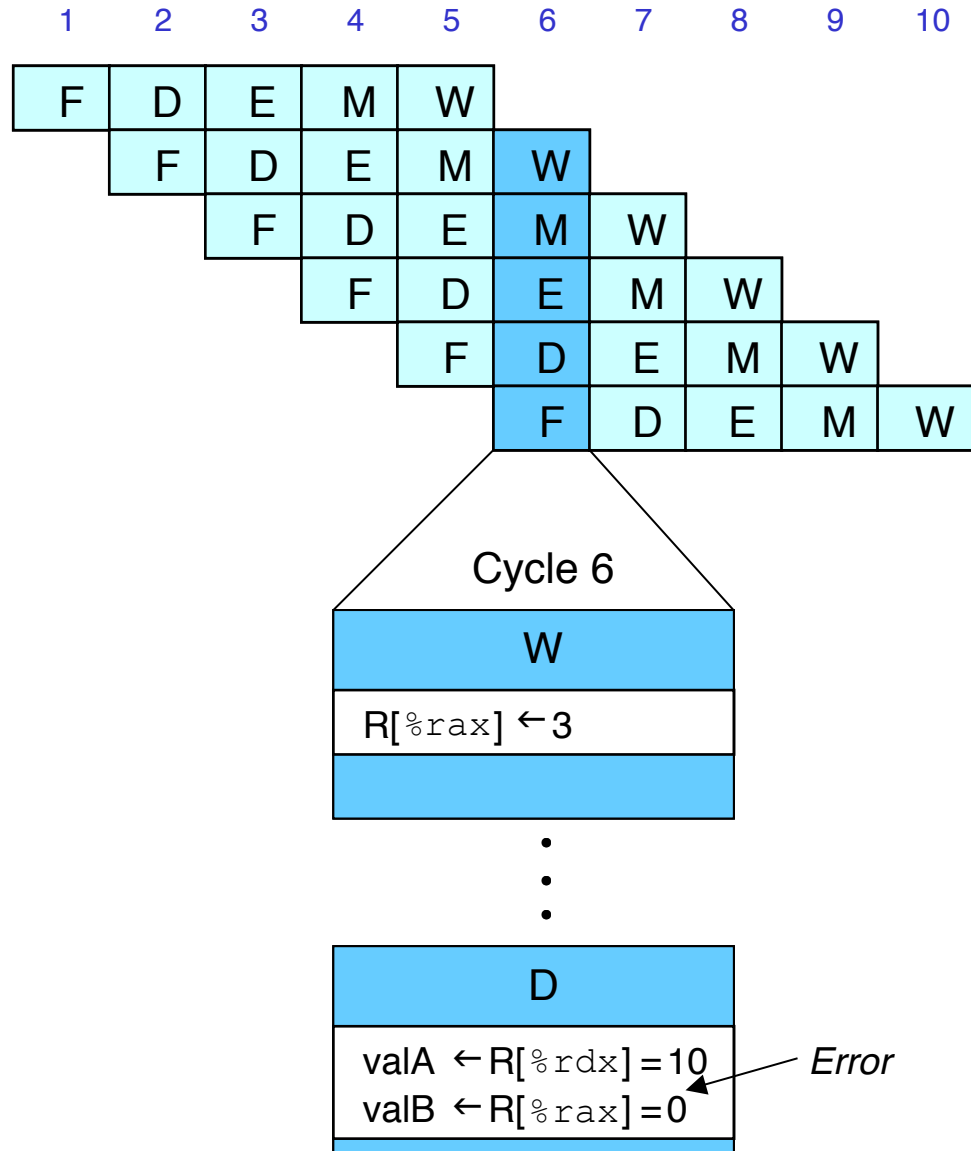 1 2 3 4 5 6 7 8 9 10
F D E M W
F D E M W
F D E M W
F D E M W
F D E M W
F D E M W
Cycle 6
W
R[%rax] ← 3
D
valA ← R[%rdx] = 10
Error
valB ← R[%rax] = 0